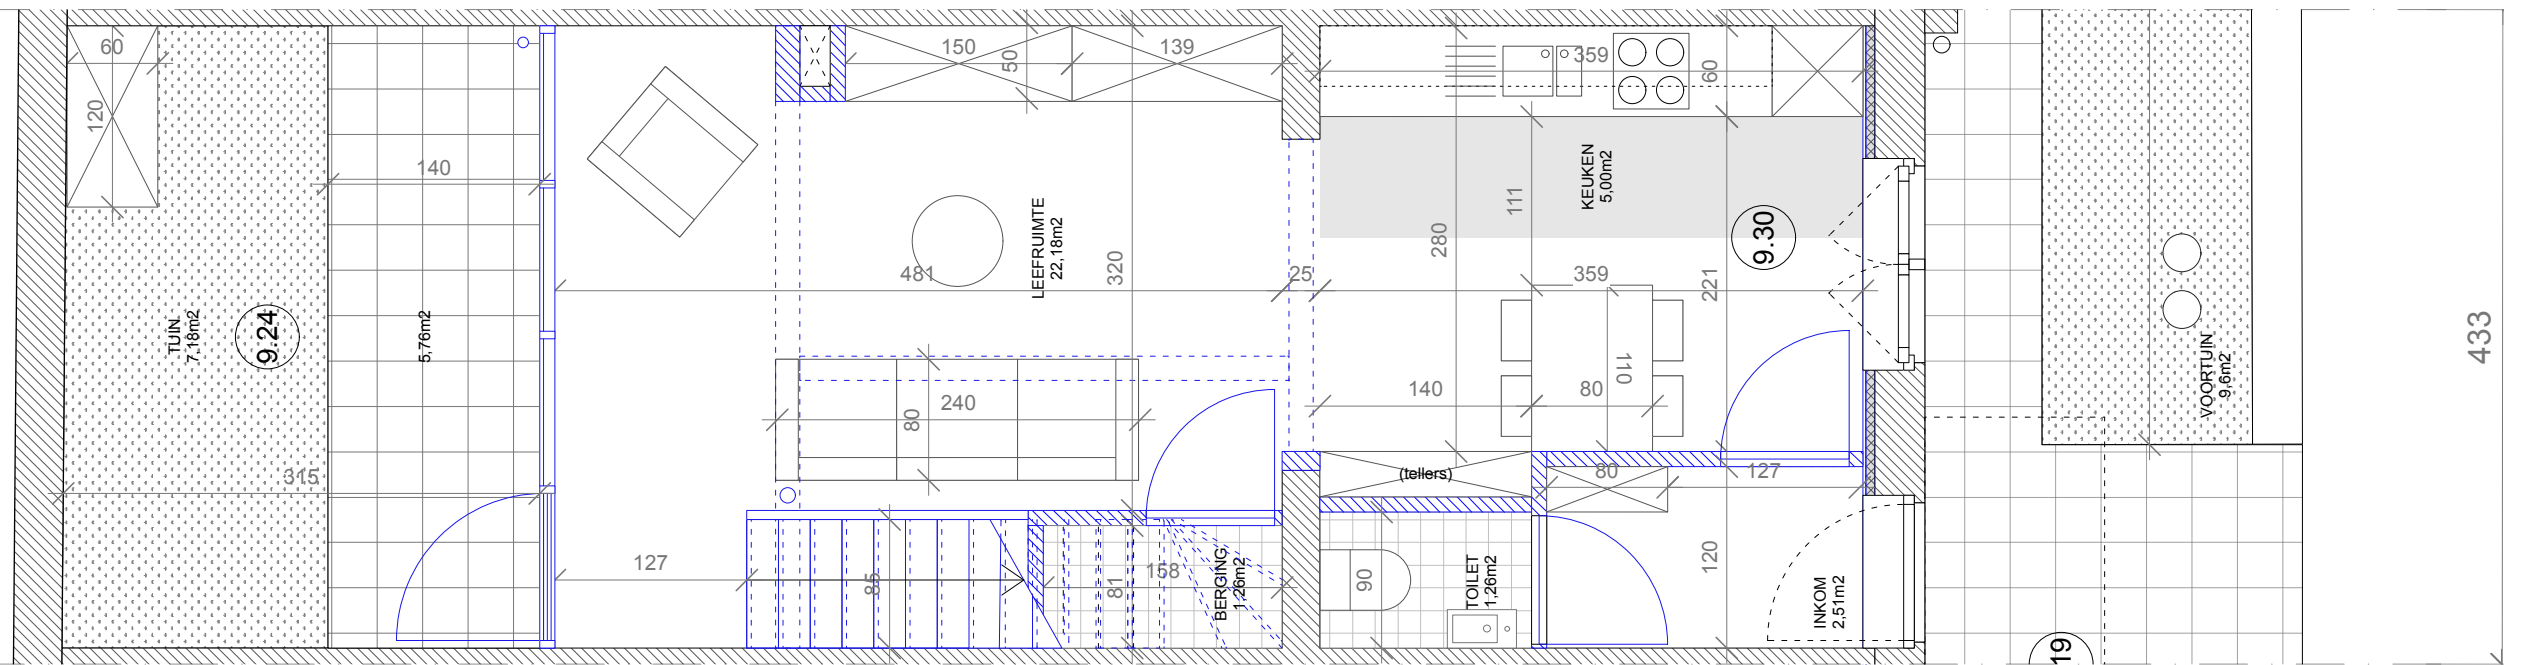 60
120
TUIN
7,18m2
9.24
315
140
5,76m2
150
50
139
481
LEEFRUIMTE
22,18m2
320
25
240
80
127
85
81
158
BERGING
1,26m2
359
60
KEUKEN
5,00m2
111
280
9.30
359
221
110
140
80
(tellers)
80
127
90
TOILET
1,26m2
120
INKOM
2,51m2
VOORTUIN
9,6m2
433
19